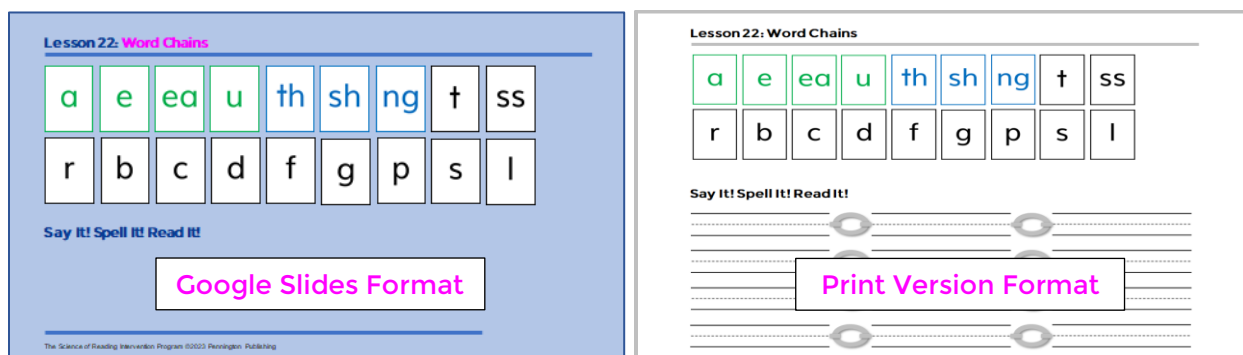 Lesson 22: Word Chains
a e ea u th sh ng t ss
r b c d f g p s l
Say It! Spell It! Read It!
Google Slides Format
The Science of Reading Intervention Program ©2023 Pennington Publishing
Lesson 22: Word Chains
a e ea u th sh ng t ss
r b c d f g p s l
Say It! Spell It! Read It!
Print Version Format